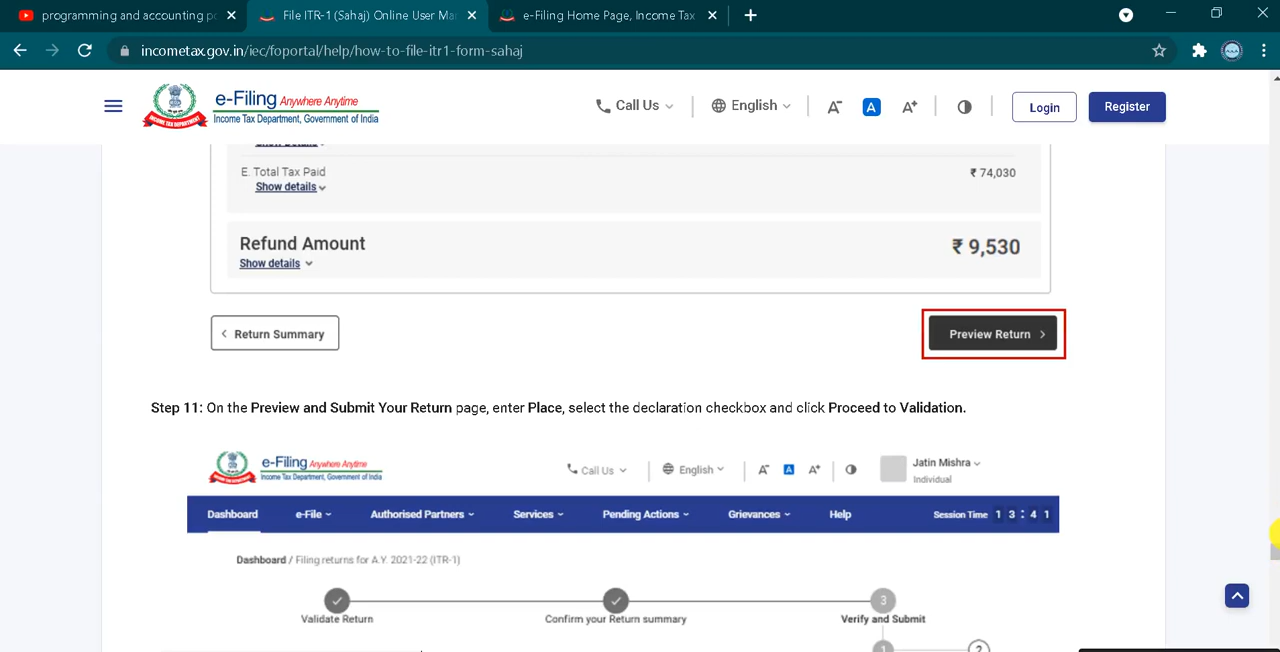 programming and accounting po
File ITR-1 (Sahaj) Online User Ma
e-Filing Home Page, Income Tax
incometax.gov.in/iec/foportal/help/how-to-file-itr1-form-sahaj
e-Filing Anywhere Anytime
Income Tax Department, Government of India
Call Us
English
A-
A
A+
Login
Register
Show details
E. Total Tax Paid
₹ 74,030
Show details
Refund Amount
₹ 9,530
Show details
Return Summary
Preview Return
Step 11: On the Preview and Submit Your Return page, enter Place, select the declaration checkbox and click Proceed to Validation.
e-Filing Anywhere Anytime
Income Tax Department, Government of India
Call Us
English
A-
A
A+
Jatin Mishra
Individual
Dashboard e-File Authorised Partners Services Pending Actions Grievances Help Session Time 1 3 : 4 1
Dashboard / Filing returns for A.Y. 2021-22 (ITR-1)
3
Validate Return
Confirm your Return summary
Verify and Submit
1
2